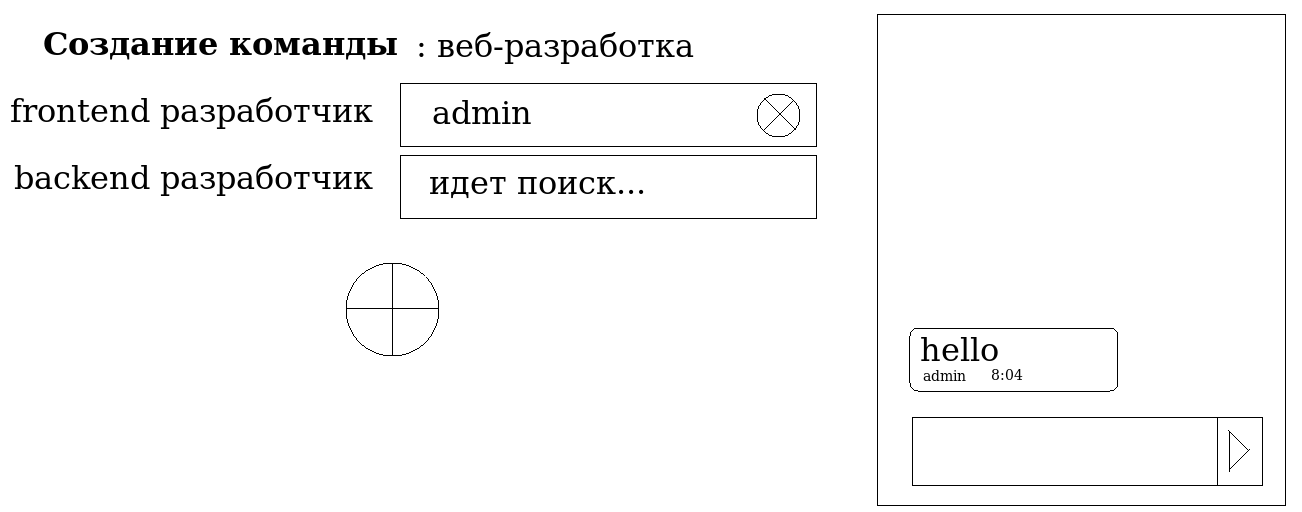 Создание команды : веб-разработка
frontend разработчик admin
backend разработчик идет поиск...
hello
admin 8:04